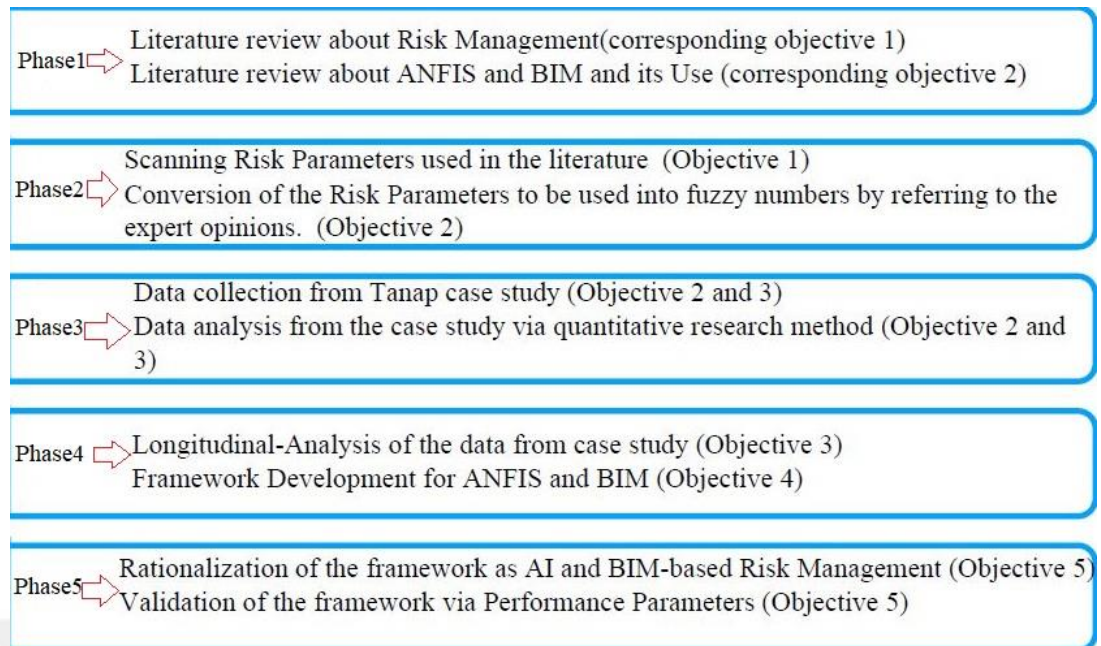 Phase1
Literature review about Risk Management(corresponding objective 1)
Literature review about ANFIS and BIM and its Use (corresponding objective 2)
Phase2
Scanning Risk Parameters used in the literature (Objective 1)
Conversion of the Risk Parameters to be used into fuzzy numbers by referring to the
expert opinions. (Objective 2)
Phase3
Data collection from Tanap case study (Objective 2 and 3)
Data analysis from the case study via quantitative research method (Objective 2 and
3)
Phase4
Longitudinal-Analysis of the data from case study (Objective 3)
Framework Development for ANFIS and BIM (Objective 4)
Phase5
Rationalization of the framework as AI and BIM-based Risk Management (Objective 5)
Validation of the framework via Performance Parameters (Objective 5)